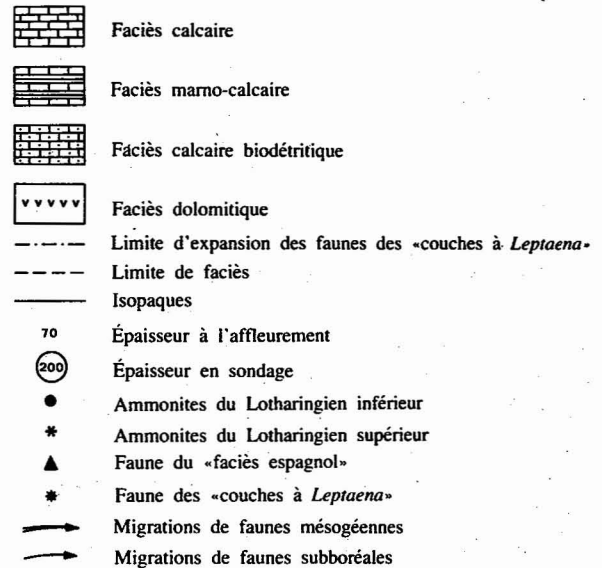 Faciès calcaire
Faciès marno-calcaire
Faciès calcaire biodétritique
Faciès dolomitique
Limite d'expansion des faunes des «couches à Leptaena»
Limite de faciès
Isopaques
70 Épaisseur à l'affleurement
200 Épaisseur en sondage
Ammonites du Lotharingien inférieur
Ammonites du Lotharingien supérieur
Faune du «faciès espagnol»
Faune des «couches à Leptaena»
Migrations de faunes mésogéennes
Migrations de faunes subboréales